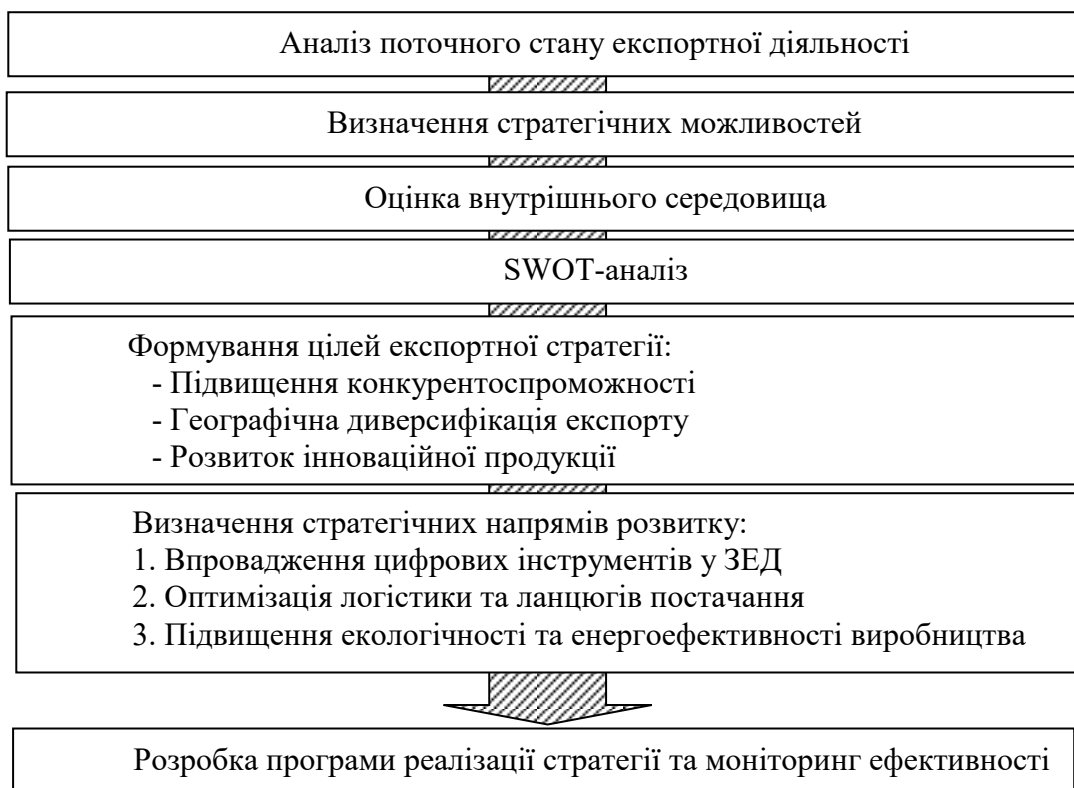 Аналіз поточного стану експортної діяльності
Визначення стратегічних можливостей
Оцінка внутрішнього середовища
SWOT-аналіз
Формування цілей експортної стратегії:
- Підвищення конкурентоспроможності
- Географічна диверсифікація експорту
- Розвиток інноваційної продукції
Визначення стратегічних напрямів розвитку:
1. Впровадження цифрових інструментів у ЗЕД
2. Оптимізація логістики та ланцюгів постачання
3. Підвищення екологічності та енергоефективності виробництва
Розробка програми реалізації стратегії та моніторинг ефективності